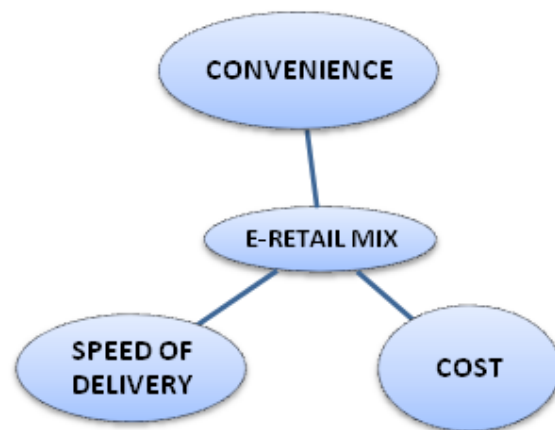 CONVENIENCE
E-RETAIL MIX
SPEED OF
DELIVERY
COST